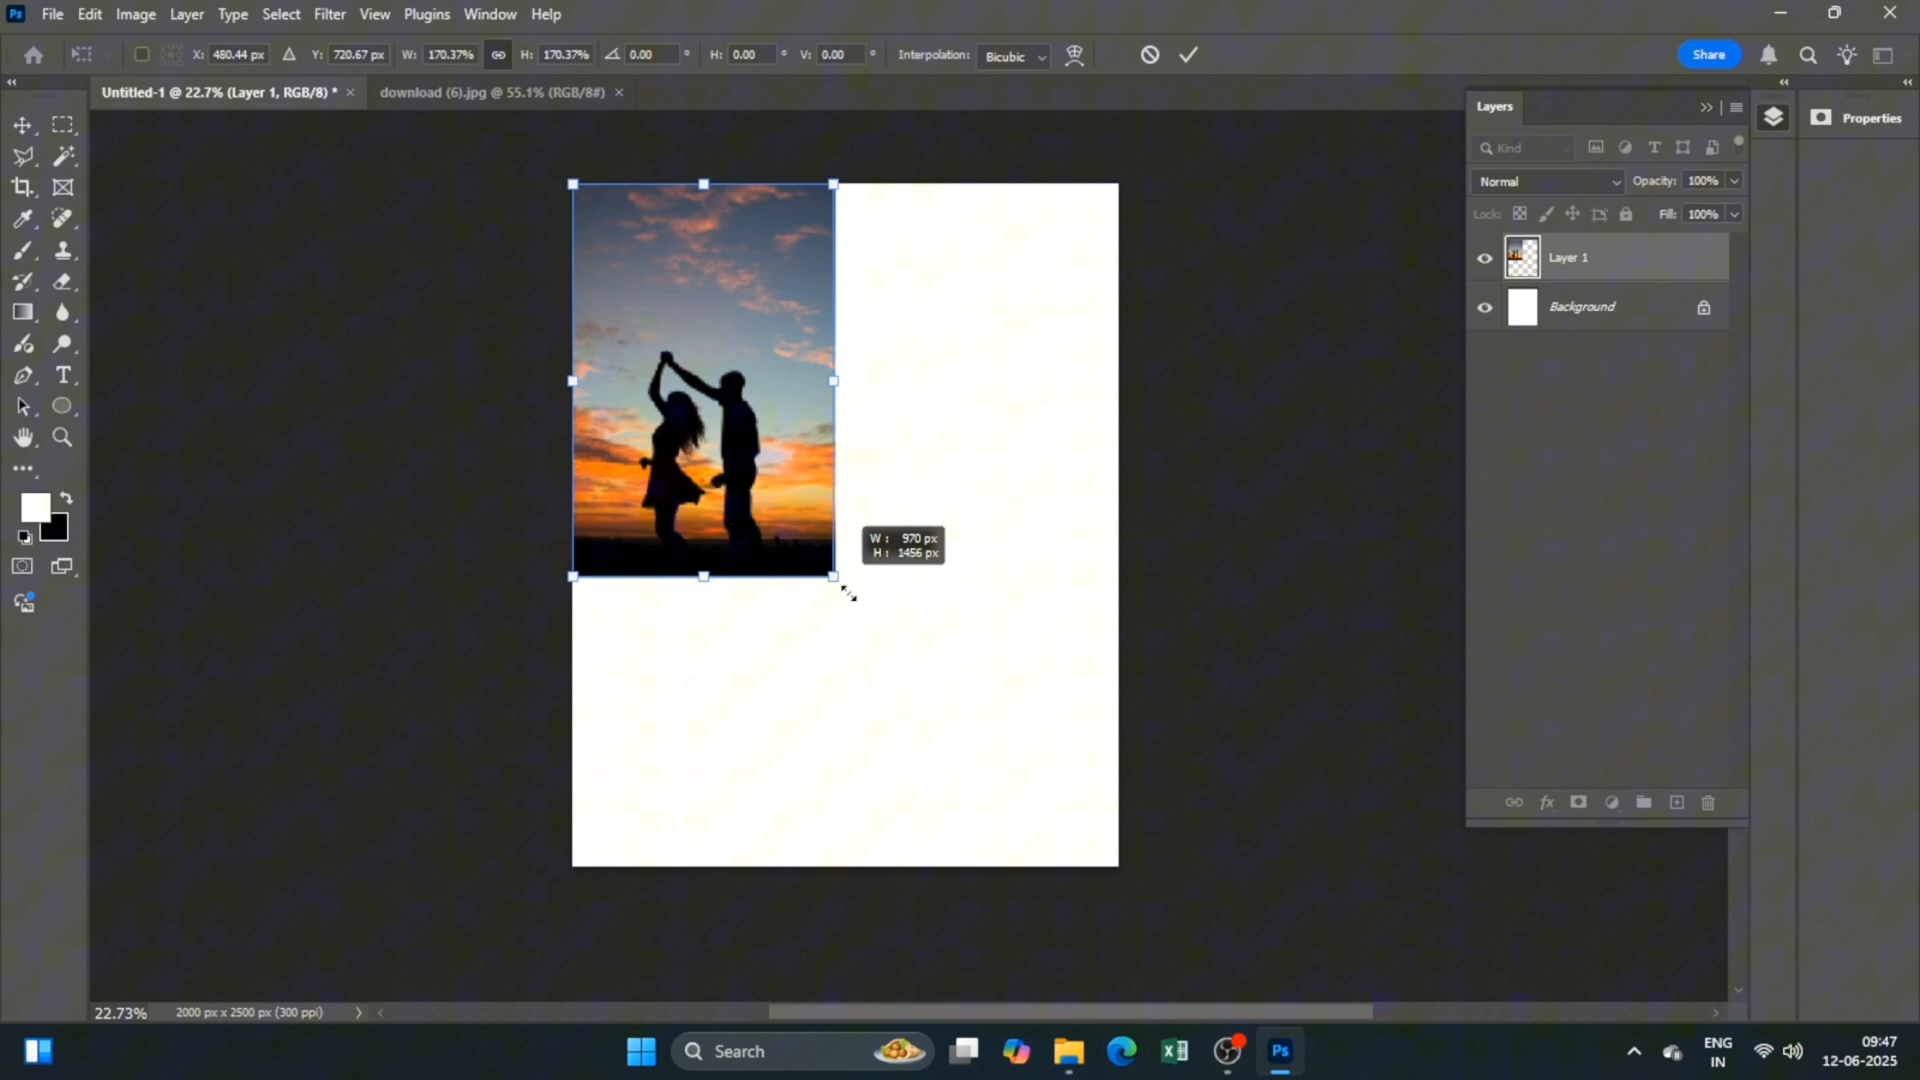 Ps File Edit Image Layer Type Select Filter View Plugins Window Help
X: 480.44 px Y: 720.67 px W: 170.37% H: 170.37% 0.00 ° H: 0.00 ° V: 0.00 ° Interpolation: Bicubic Share
Untitled-1 @ 22.7% (Layer 1, RGB/8) * × download (6).jpg @ 55.1% (RGB/8#) ×
Layers
Properties
Kind
Normal Opacity: 100%
Lock: Fill: 100%
Layer 1
Background
W : 970 px
H : 1456 px
22.73% 2000 px x 2500 px (300 ppi)
Search
Ps
ENG
IN
09:47
12-06-2025